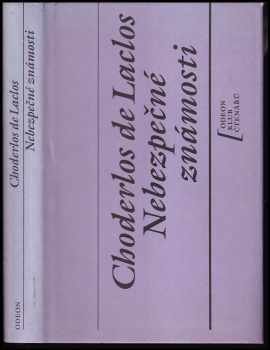 Choderlos de Laclos
Nebezpečné známosti
ODEON
Choderlos de Laclos
Nebezpečné
známosti
ODEON
KLUB
ČTENÁŘŮ